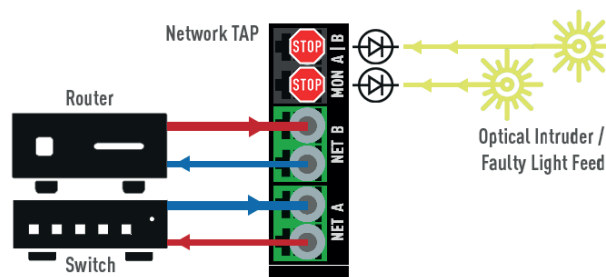 Network TAP
STOP
STOP
MON A | B
Router
NET B
Optical Intruder /
Faulty Light Feed
NET A
Switch